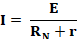 I = E / (R_N + r)